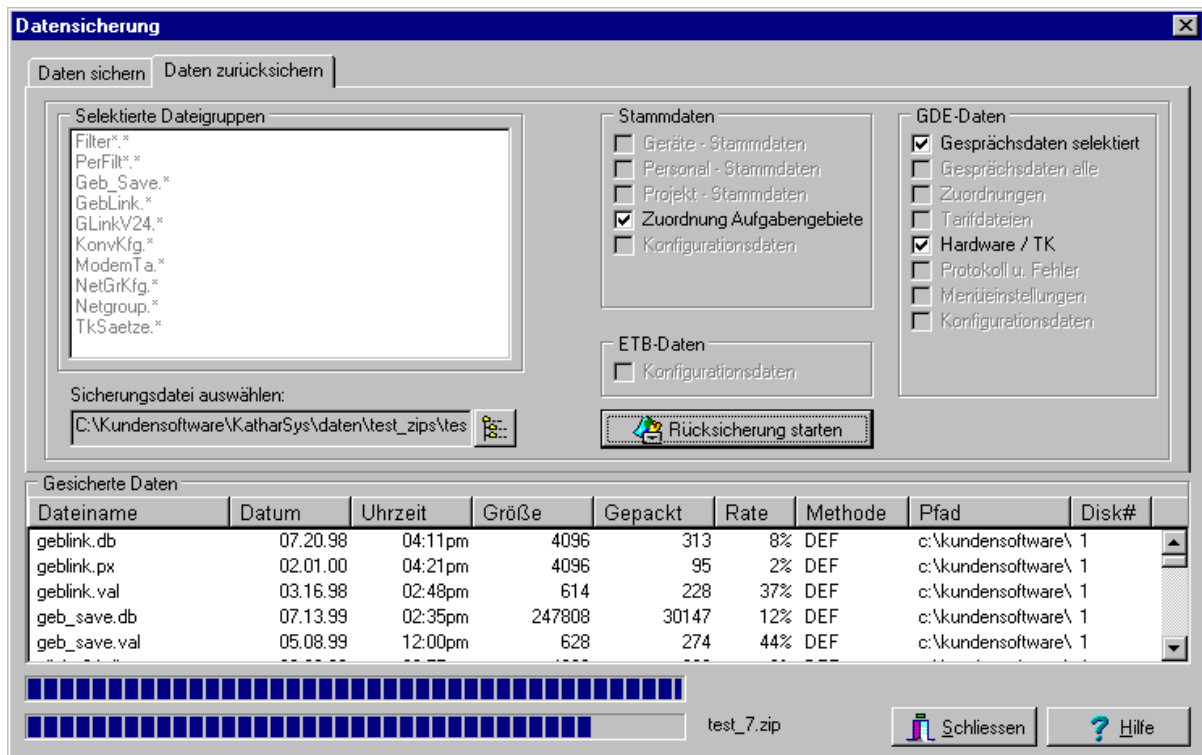 Datensicherung
Daten sichern Daten zurücksichern
Selektierte Dateigruppen
Filter*.*
PerFilt*.*
Geb_Save.*
GebLink.*
GLinkV24.*
KonvKfg.*
ModemTa.*
NetGrKfg.*
Netgroup.*
TkSaetze.*
Sicherungsdatei auswählen:
C:\Kundensoftware\KatharSys\daten\test_zips\tes
Stammdaten
Geräte - Stammdaten
Personal - Stammdaten
Projekt - Stammdaten
Zuordnung Aufgabengebiete
Konfigurationsdaten
ETB-Daten
Konfigurationsdaten
Rücksicherung starten
GDE-Daten
Gesprächsdaten selektiert
Gesprächsdaten alle
Zuordnungen
Tarifdateien
Hardware / TK
Protokoll u. Fehler
Menüeinstellungen
Konfigurationsdaten
Gesicherte Daten
Dateiname Datum Uhrzeit Größe Gepackt Rate Methode Pfad Disk#
geblink.db 07.20.98 04:11pm 4096 313 8% DEF c:\kundensoftware\ 1
geblink.px 02.01.00 04:21pm 4096 95 2% DEF c:\kundensoftware\ 1
geblink.val 03.16.98 02:48pm 614 228 37% DEF c:\kundensoftware\ 1
geb_save.db 07.13.99 02:35pm 247808 30147 12% DEF c:\kundensoftware\ 1
geb_save.val 05.08.99 12:00pm 628 274 44% DEF c:\kundensoftware\ 1
test_7.zip
Schliessen
Hilfe